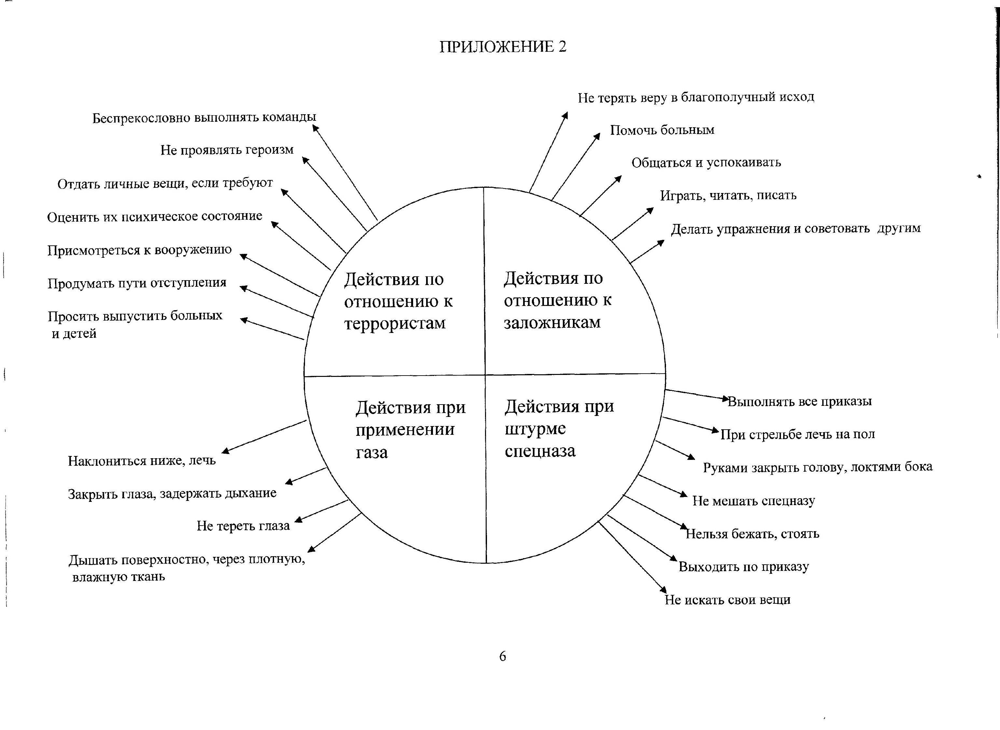 ПРИЛОЖЕНИЕ 2
Беспрекословно выполнять команды
Не проявлять героизм
Отдать личные вещи, если требуют
Оценить их психическое состояние
Присмотреться к вооружению
Продумать пути отступления
Просить выпустить больных
и детей
Не терять веру в благополучный исход
Помочь больным
Общаться и успокаивать
Играть, читать, писать
Делать упражнения и советовать другим
Действия по
отношению к
террористам
Действия по
отношению к
заложникам
Действия при
применении
газа
Действия при
штурме
спецназа
Наклониться ниже, лечь
Закрыть глаза, задержать дыхание
Не тереть глаза
Дышать поверхностно, через плотную,
влажную ткань
Выполнять все приказы
При стрельбе лечь на пол
Руками закрыть голову, локтями бока
Не мешать спецназу
Нельзя бежать, стоять
Выходить по приказу
Не искать свои вещи
6